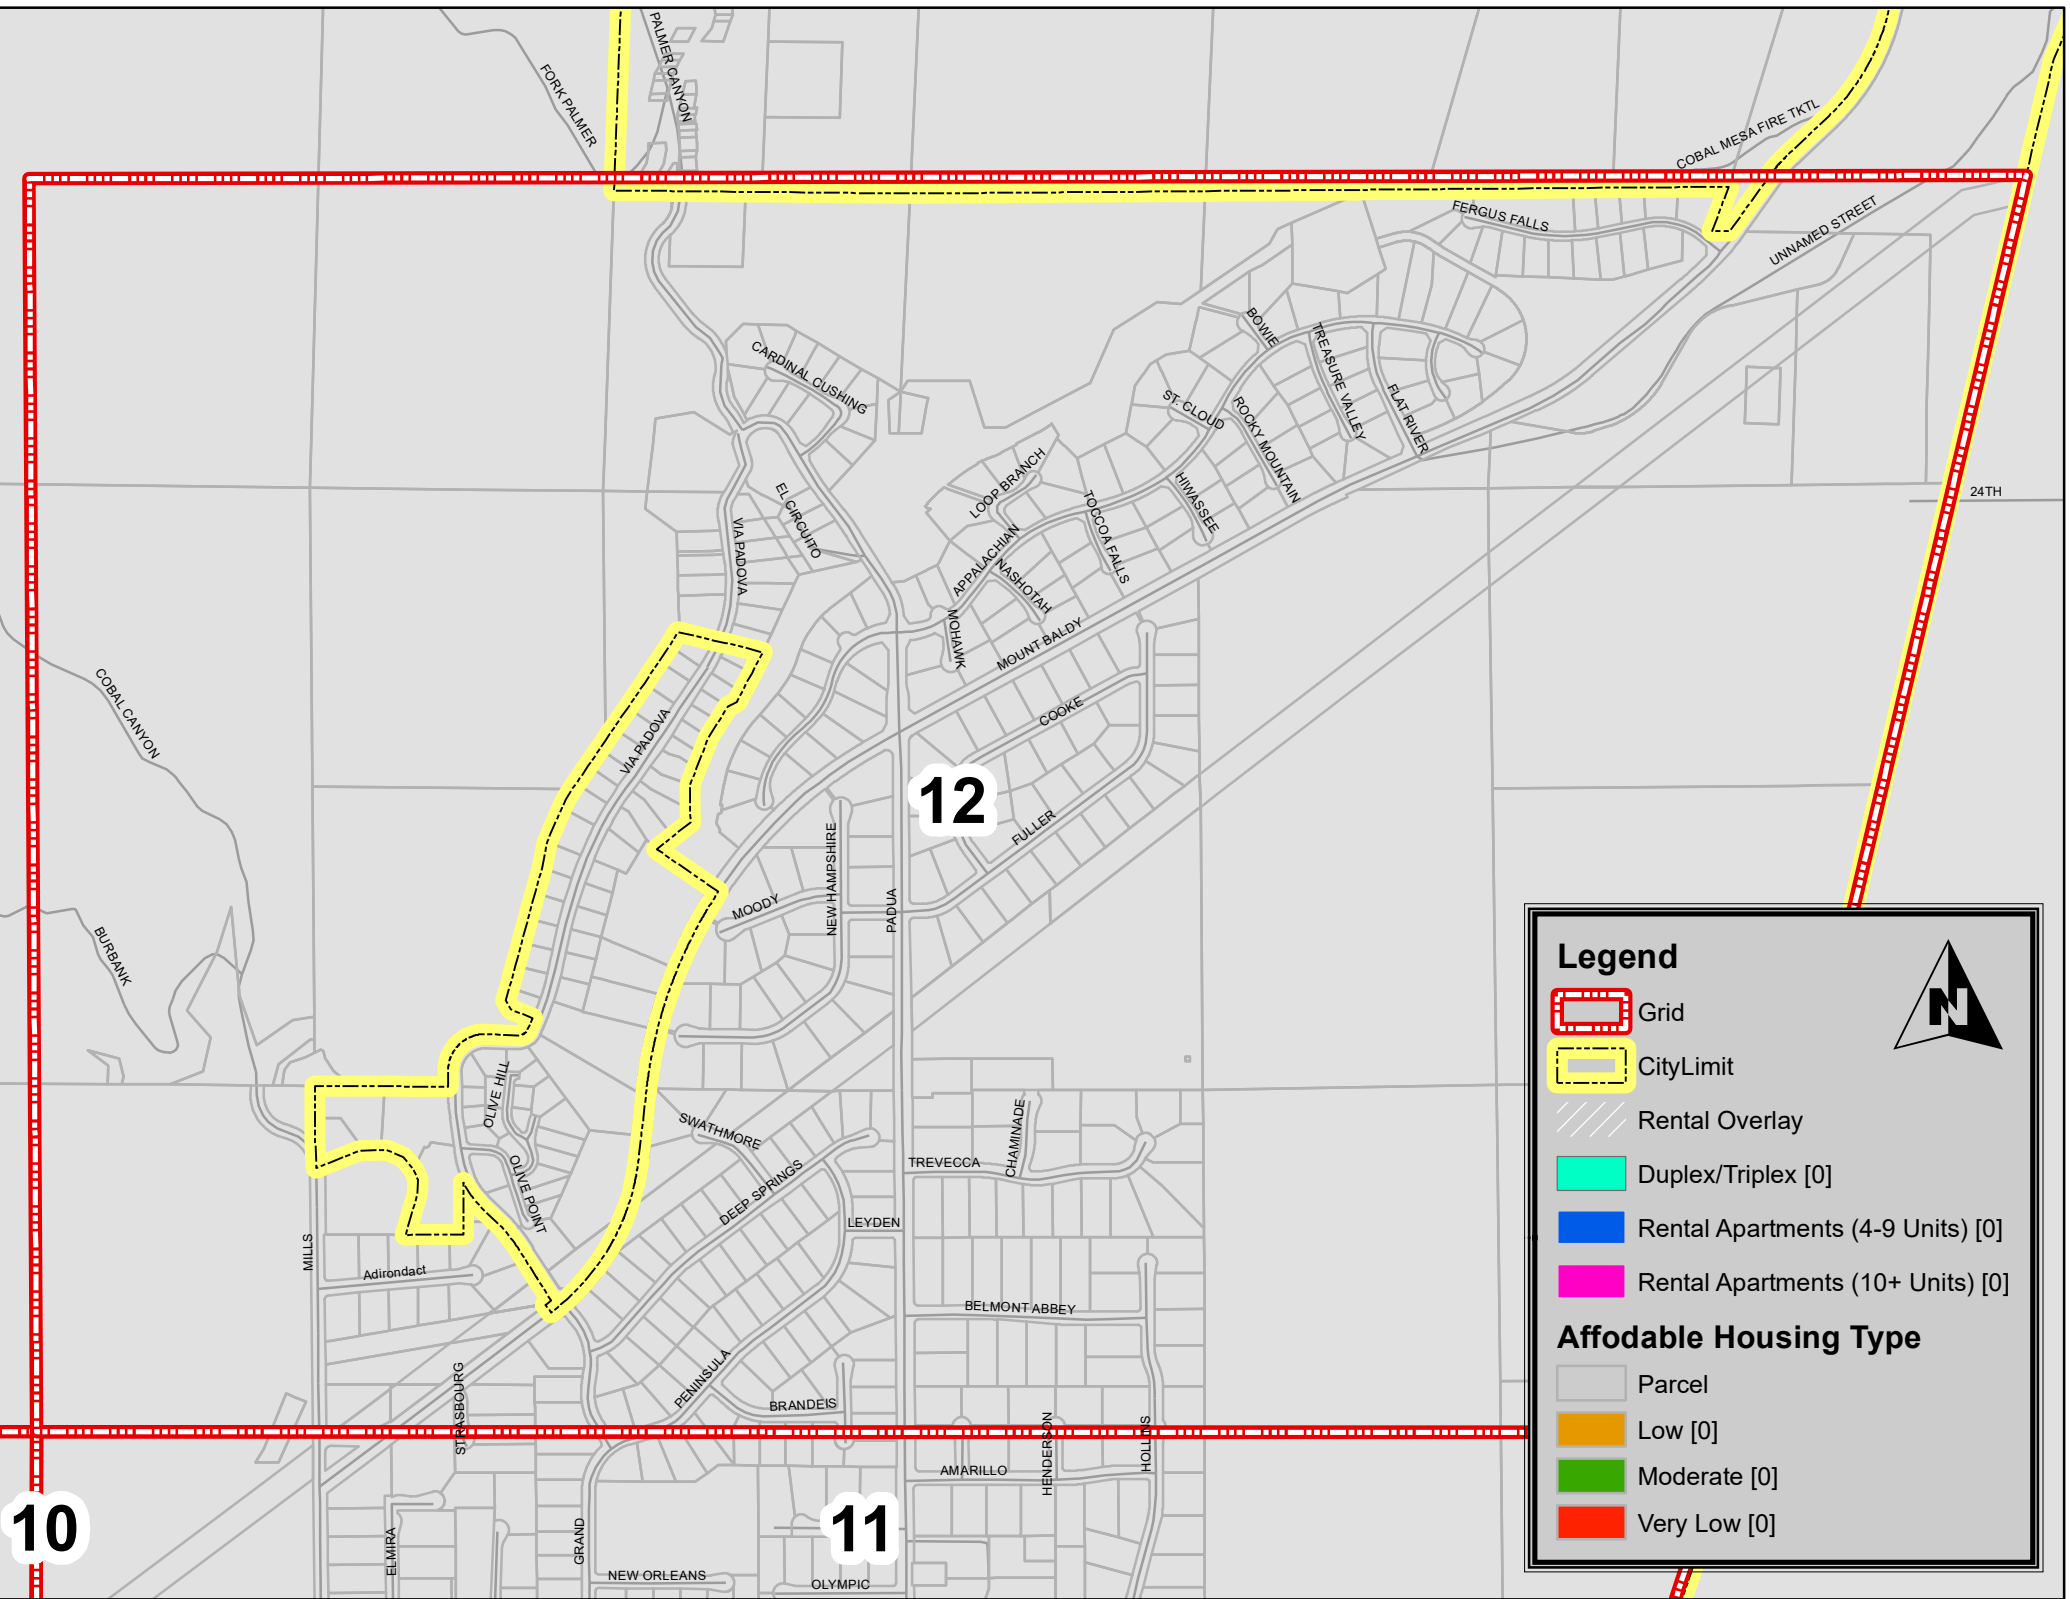 PALMER CANYON
FORK PALMER
COBAL MESA FIRE TKTL
FERGUS FALLS
UNNAMED STREET
BOWIE
TREASURE VALLEY
CARDINAL CUSHING
FLAT RIVER
ST. CLOUD
ROCKY MOUNTAIN
LOOP BRANCH
HIWASSEE
EL CIRCUITO
TOCCOA FALLS
24TH
VIA PADOVA
APPALACHIAN
NASHOTAH
MOHAWK
MOUNT BALDY
COBAL CANYON
VIA PADOVA
COOKE
12
FULLER
NEW HAMPSHIRE
MOODY
PADUA
BURBANK
OLIVE HILL
SWATHMORE
CHAMINADE
TREVECCA
OLIVE POINT
DEEP SPRINGS
LEYDEN
MILLS
Adirondact
BELMONT ABBEY
PENINSULA
STRASBOURG
BRANDEIS
HENDERSON
HOLLINS
AMARILLO
10
11
ELMIRA
GRAND
NEW ORLEANS
OLYMPIC
Legend
N
Grid
CityLimit
Rental Overlay
Duplex/Triplex [0]
Rental Apartments (4-9 Units) [0]
Rental Apartments (10+ Units) [0]
Affodable Housing Type
Parcel
Low [0]
Moderate [0]
Very Low [0]